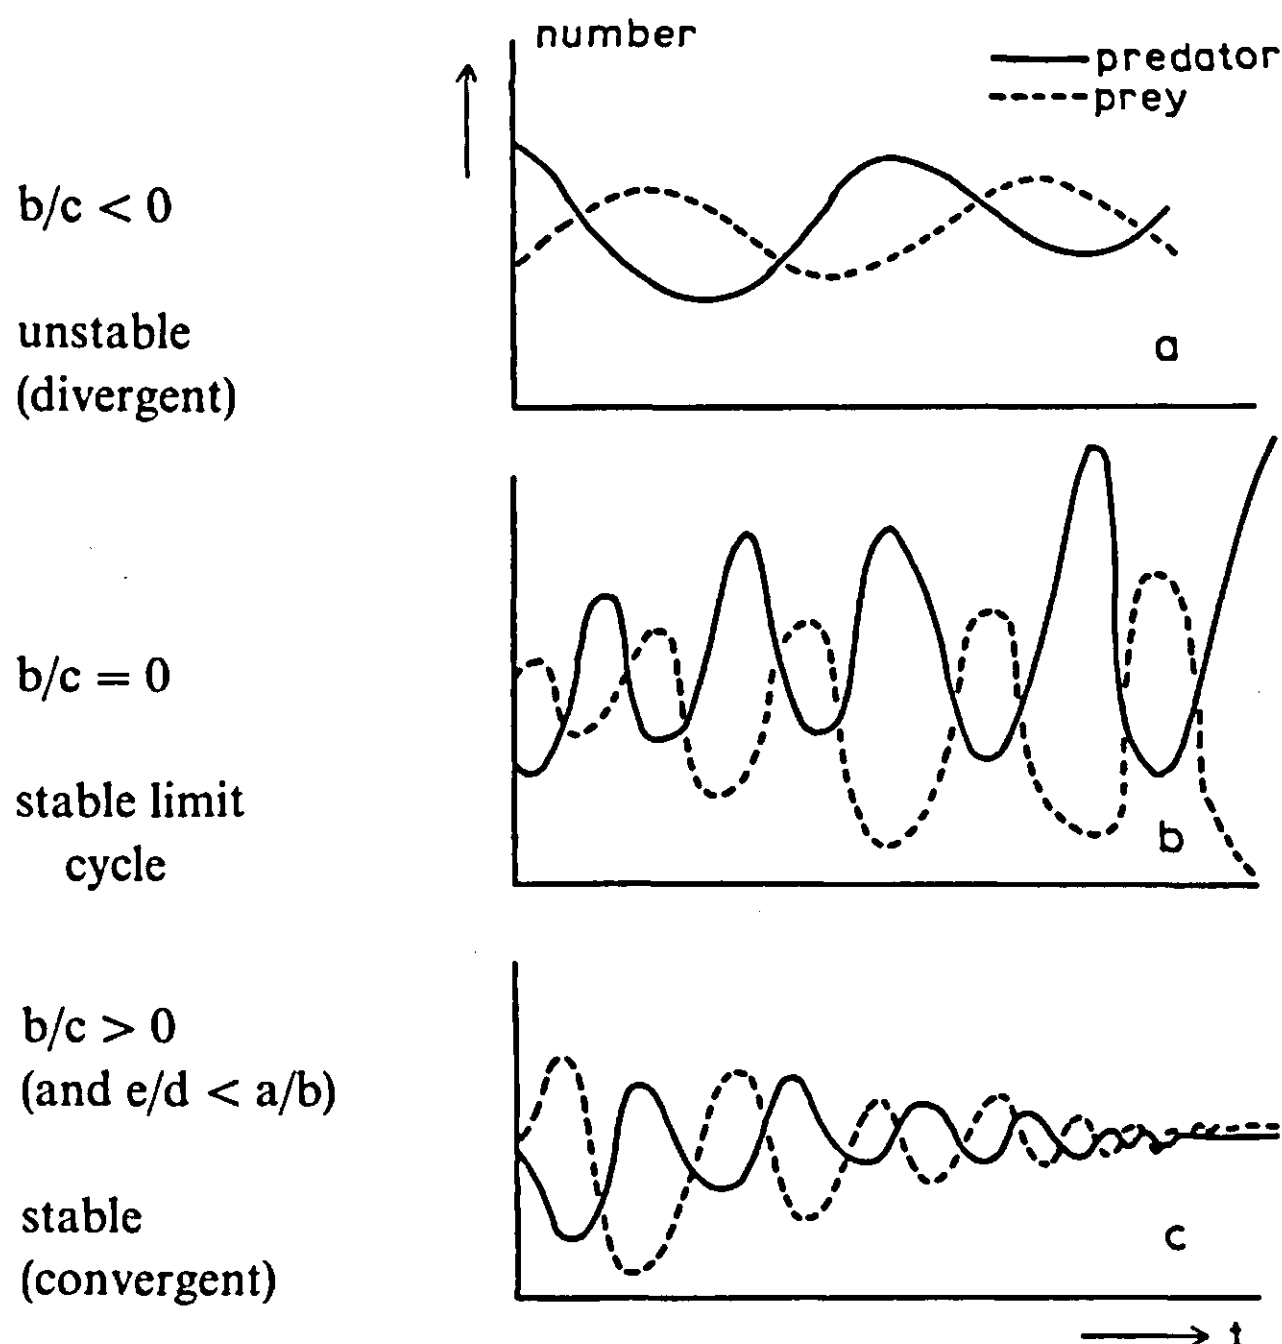 number
predator
prey
b/c < 0
unstable
(divergent)
a
b/c = 0
stable limit
cycle
b
b/c > 0
(and e/d < a/b)
stable
(convergent)
c
t